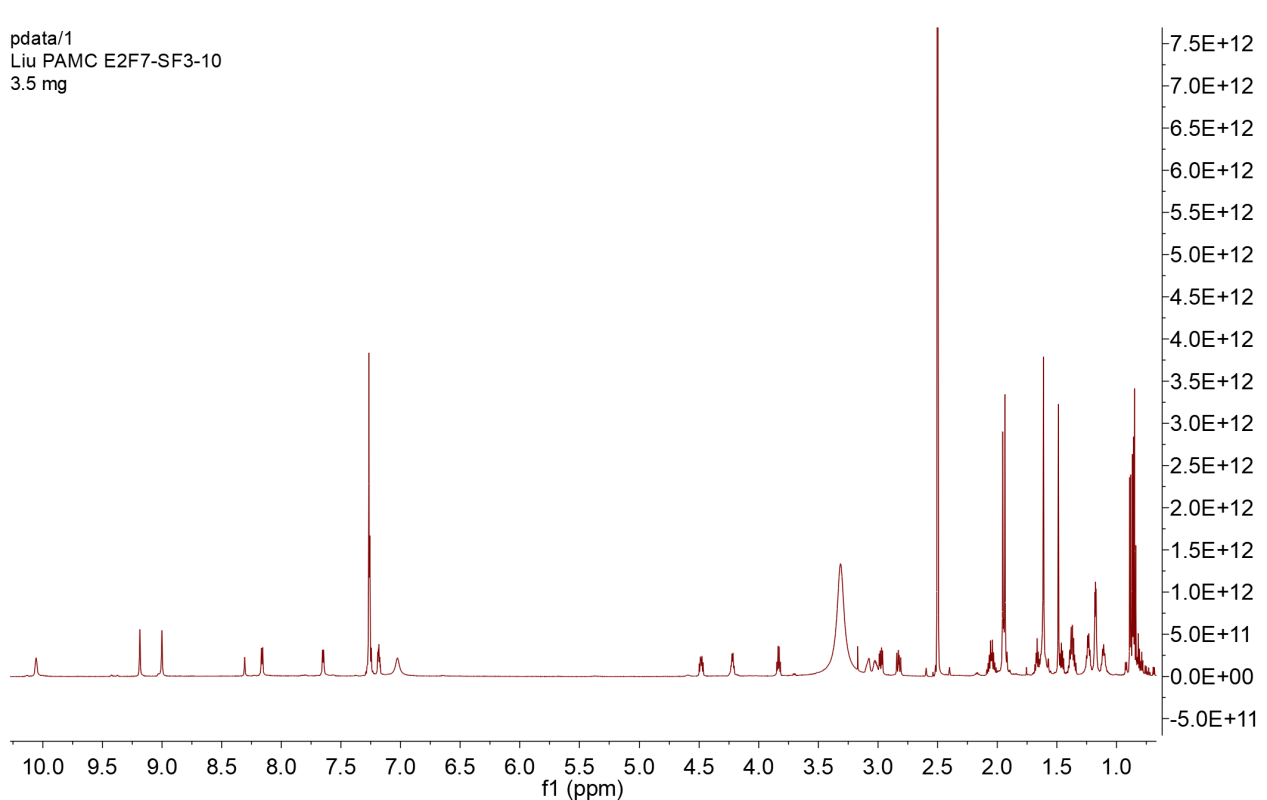 pdata/1
Liu PAMC E2F7-SF3-10
3.5 mg
7.5E+12
7.0E+12
6.5E+12
6.0E+12
5.5E+12
5.0E+12
4.5E+12
4.0E+12
3.5E+12
3.0E+12
2.5E+12
2.0E+12
1.5E+12
1.0E+12
5.0E+11
0.0E+00
-5.0E+11
10.0 9.5 9.0 8.5 8.0 7.5 7.0 6.5 6.0 5.5 5.0 4.5 4.0 3.5 3.0 2.5 2.0 1.5 1.0
f1 (ppm)